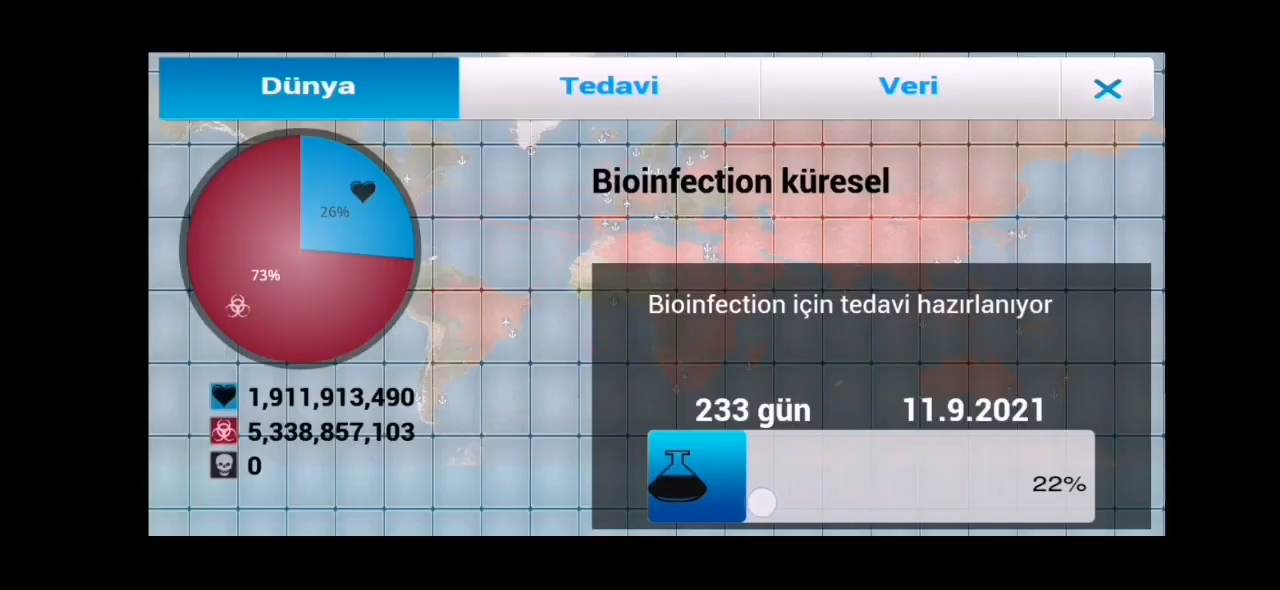 Dünya
Tedavi
Veri
26%
73%
1,911,913,490
5,338,857,103
0
Bioinfection küresel
Bioinfection için tedavi hazırlanıyor
233 gün
11.9.2021
22%